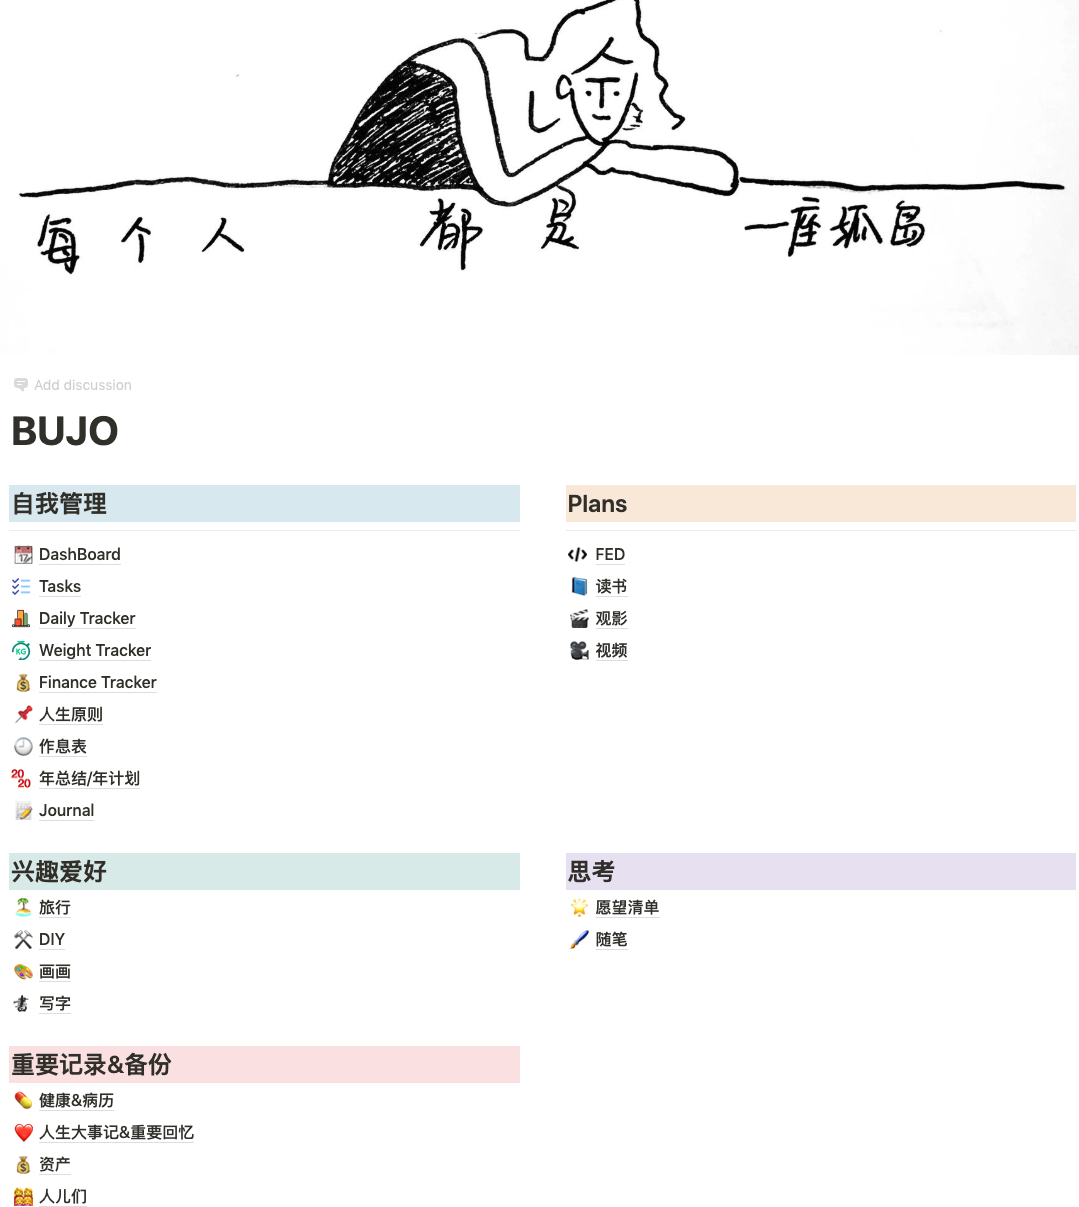 每个人 都是 一座孤岛
Add discussion
BUJO
自我管理
DashBoard
Tasks
Daily Tracker
Weight Tracker
Finance Tracker
人生原则
作息表
年总结/年计划
Journal
Plans
FED
读书
观影
视频
兴趣爱好
旅行
DIY
画画
写字
思考
愿望清单
随笔
重要记录&备份
健康&病历
人生大事记&重要回忆
资产
人儿们